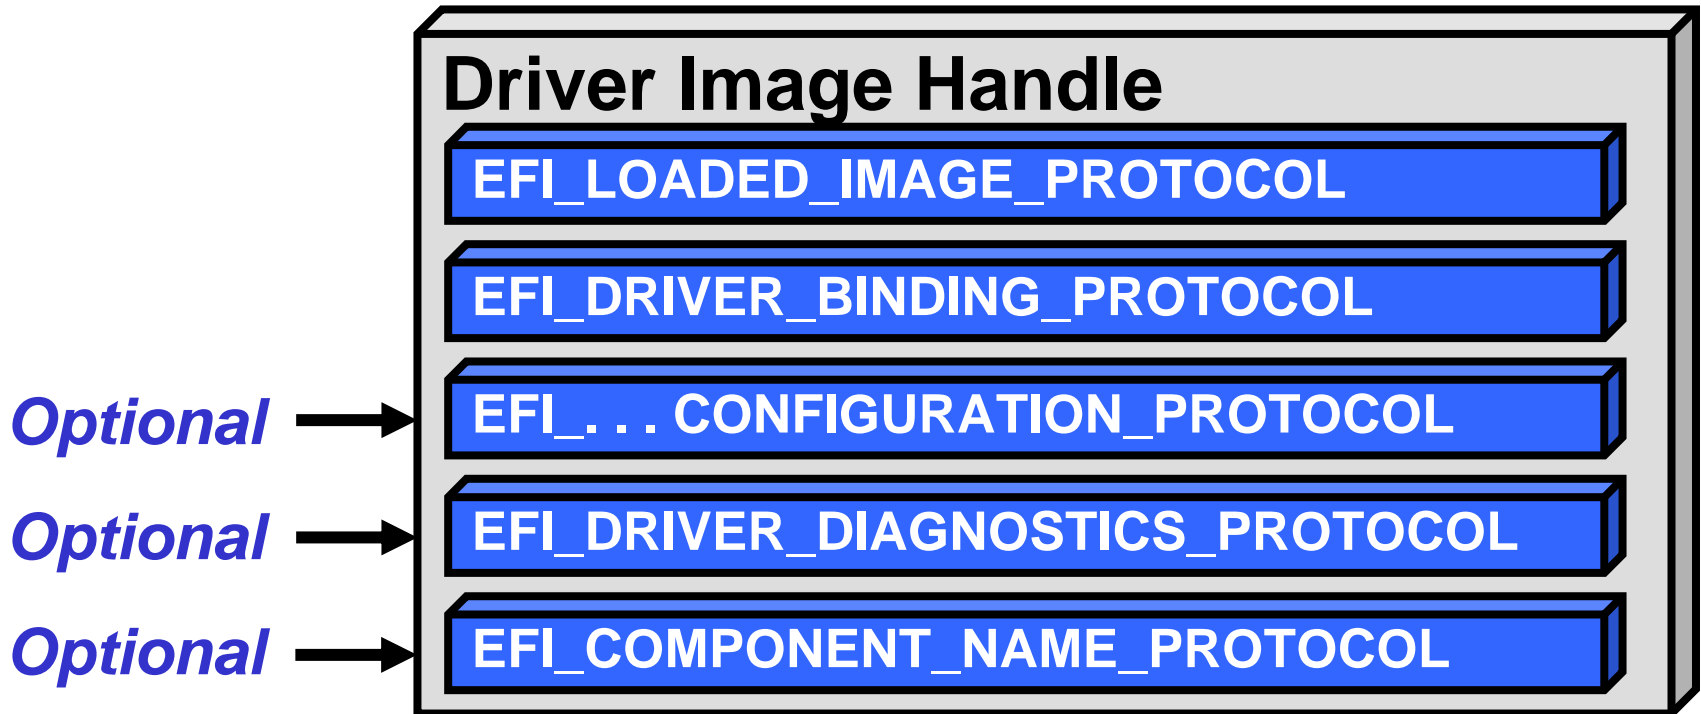 Driver Image Handle
EFI_LOADED_IMAGE_PROTOCOL
EFI_DRIVER_BINDING_PROTOCOL
Optional EFI_. . . CONFIGURATION_PROTOCOL
Optional EFI_DRIVER_DIAGNOSTICS_PROTOCOL
Optional EFI_COMPONENT_NAME_PROTOCOL